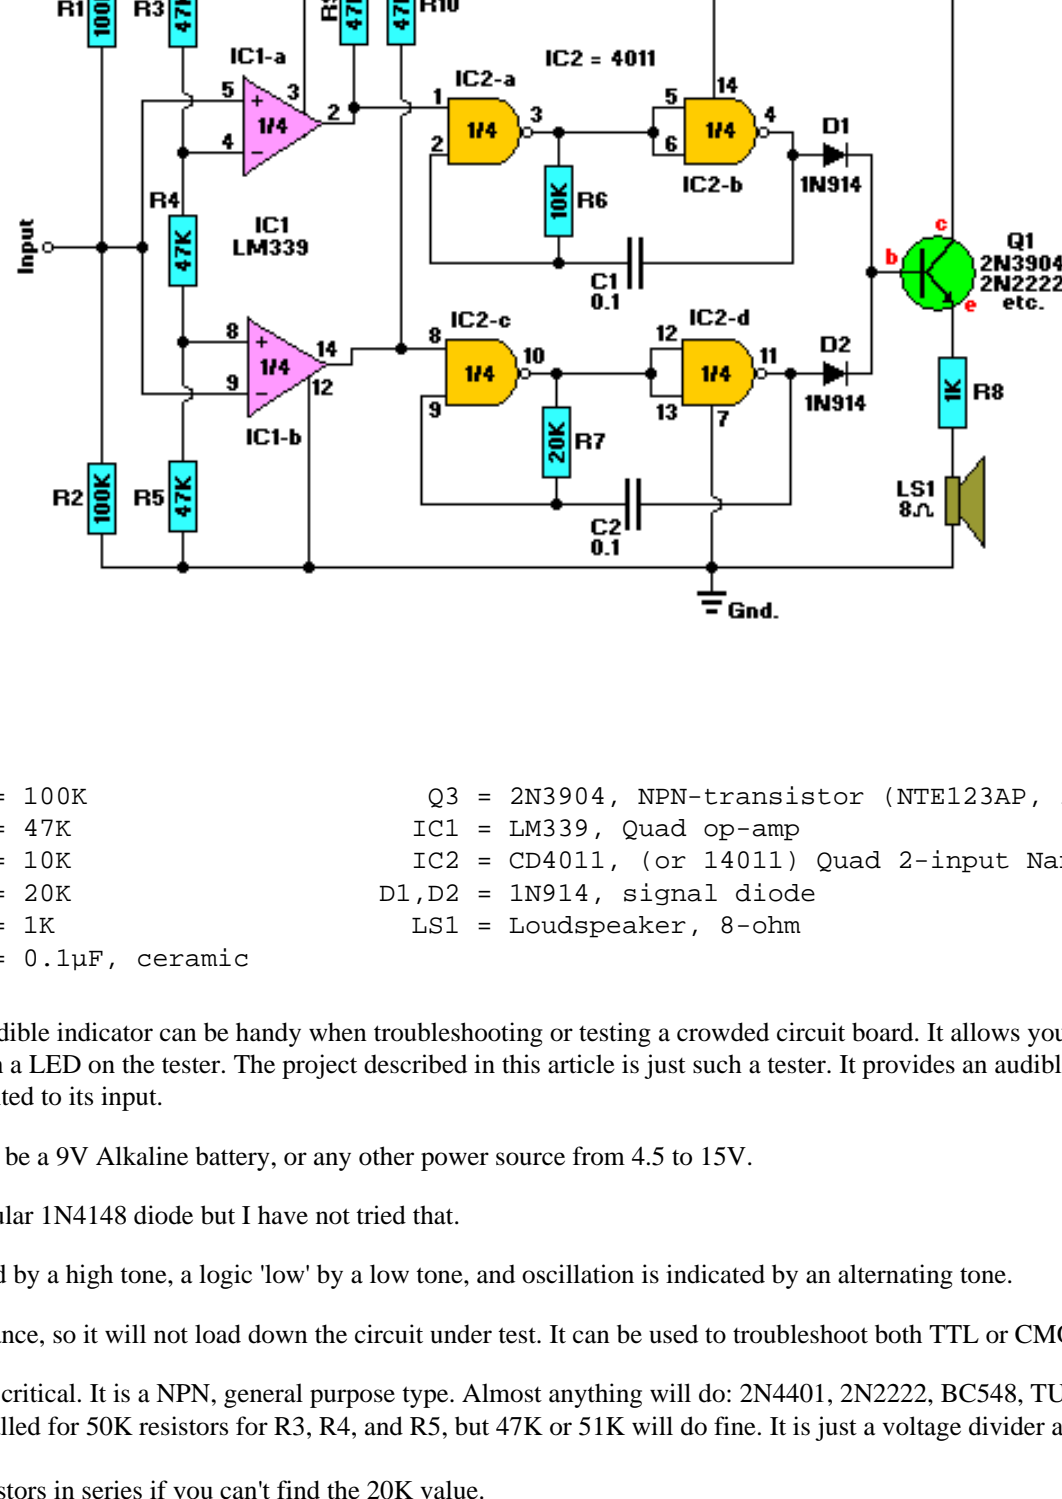 R1 100K R3 47K 47K 47K R10
IC1-a
IC2 = 4011
IC2-a
5 + 3 1/4 2
4 −
1 3 1/4
2
5 14 4 1/4
6
D1
1N914
IC2-b
R4
47K
IC1
LM339
10K R6
Input
C1
0.1
c
b
e
Q1
2N3904
2N2222
etc.
IC2-c
IC2-d
8 + 14 1/4
9 − 12
IC1-b
8 10 1/4
9
12 11 1/4
13 7
D2
1N914
1K R8
20K R7
R2 100K R5 47K
C2
0.1
LS1
8Ω
Gnd.
= 100K Q3 = 2N3904, NPN-transistor (NTE123AP,
= 47K IC1 = LM339, Quad op-amp
= 10K IC2 = CD4011, (or 14011) Quad 2-input Nan
= 20K D1,D2 = 1N914, signal diode
= 1K LS1 = Loudspeaker, 8-ohm
= 0.1µF, ceramic
dible indicator can be handy when troubleshooting or testing a crowded circuit board. It allows you
n a LED on the tester. The project described in this article is just such a tester. It provides an audibl
ted to its input.
be a 9V Alkaline battery, or any other power source from 4.5 to 15V.
ular 1N4148 diode but I have not tried that.
d by a high tone, a logic 'low' by a low tone, and oscillation is indicated by an alternating tone.
ance, so it will not load down the circuit under test. It can be used to troubleshoot both TTL or CMO
critical. It is a NPN, general purpose type. Almost anything will do: 2N4401, 2N2222, BC548, TU
lled for 50K resistors for R3, R4, and R5, but 47K or 51K will do fine. It is just a voltage divider a
stors in series if you can't find the 20K value.